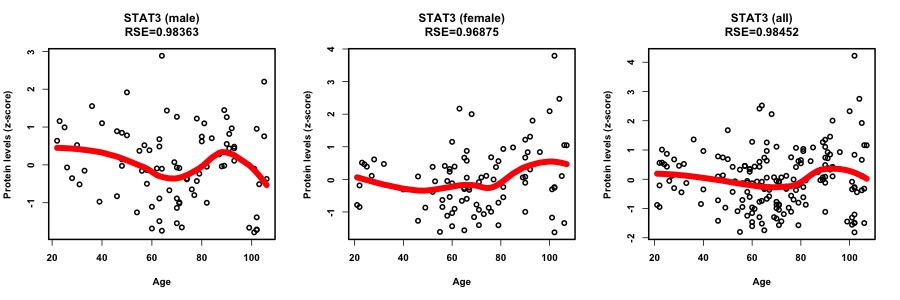 STAT3 (male)
RSE=0.98363
Protein levels (z-score)
3
2
1
0
-1
20
40
60
80
100
Age
STAT3 (female)
RSE=0.96875
Protein levels (z-score)
4
3
2
1
0
-1
20
40
60
80
100
Age
STAT3 (all)
RSE=0.98452
Protein levels (z-score)
4
3
2
1
0
-1
-2
20
40
60
80
100
Age